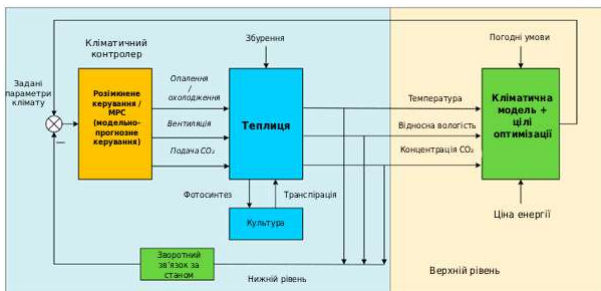 Кліматичний
контролер
Збурення
Погодні умови
Задані
параметри
клімату
Розімкнене
керування /
МРС
(модельно-
прогнозне
керування)
Опалення
/
охолодження
Вентиляція
Подача CO₂
Теплиця
Температура
Відносна вологість
Концентрація CO₂
Кліматична
модель +
цілі
оптимізації
Фотосинтез
Транспірація
Культура
Ціна енергії
Зворотний
зв'язок за
станом
Нижній рівень
Верхній рівень